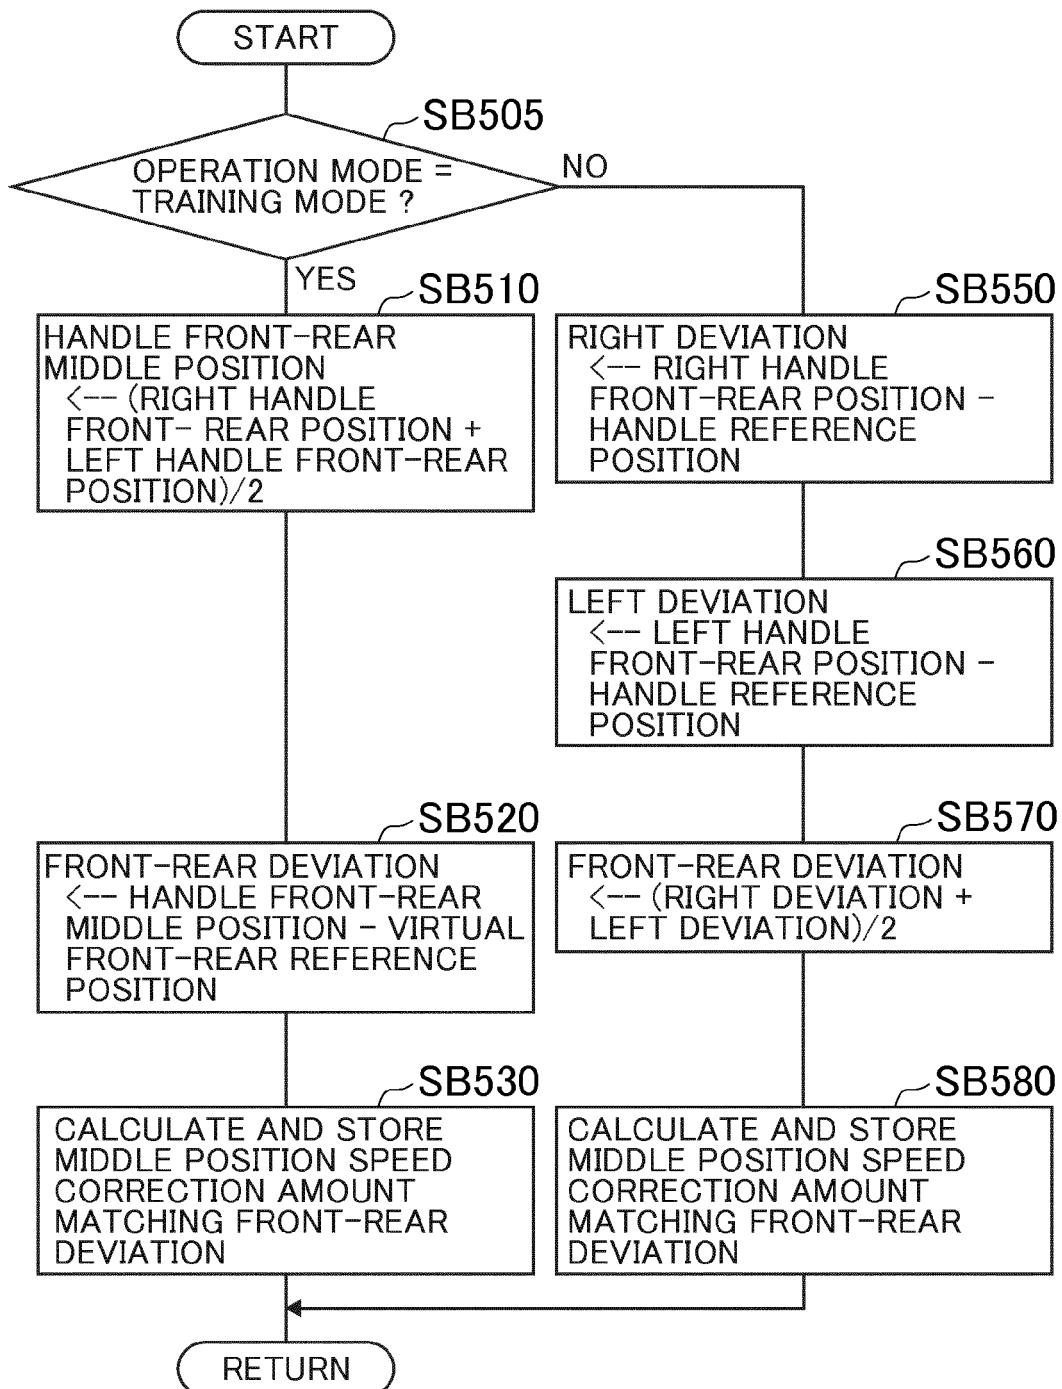 START
SB505
OPERATION MODE =
TRAINING MODE ?
NO
YES
SB510
HANDLE FRONT-REAR
MIDDLE POSITION
<-- (RIGHT HANDLE
FRONT- REAR POSITION +
LEFT HANDLE FRONT-REAR
POSITION)/2
SB520
FRONT-REAR DEVIATION
<-- HANDLE FRONT-REAR
MIDDLE POSITION - VIRTUAL
FRONT-REAR REFERENCE
POSITION
SB530
CALCULATE AND STORE
MIDDLE POSITION SPEED
CORRECTION AMOUNT
MATCHING FRONT-REAR
DEVIATION
SB550
RIGHT DEVIATION
<-- RIGHT HANDLE
FRONT-REAR POSITION -
HANDLE REFERENCE
POSITION
SB560
LEFT DEVIATION
<-- LEFT HANDLE
FRONT-REAR POSITION -
HANDLE REFERENCE
POSITION
SB570
FRONT-REAR DEVIATION
<-- (RIGHT DEVIATION +
LEFT DEVIATION)/2
SB580
CALCULATE AND STORE
MIDDLE POSITION SPEED
CORRECTION AMOUNT
MATCHING FRONT-REAR
DEVIATION
RETURN